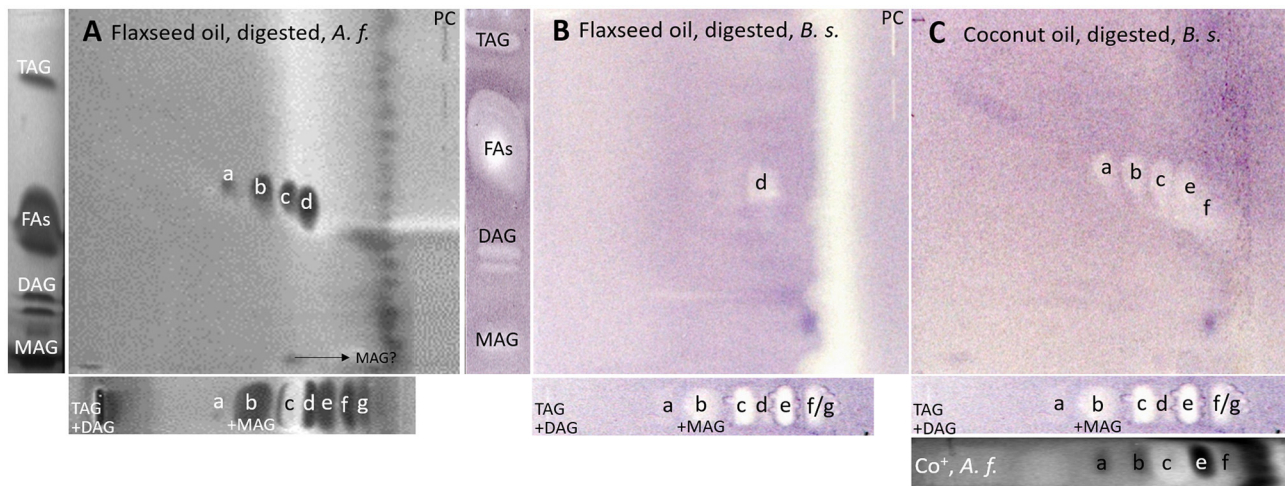 A Flaxseed oil, digested, A. f.
PC
TAG
FAs
DAG
MAG
a
b
c
d
MAG?
TAG
+DAG
a
b
+MAG
c
d
e
f
g
B Flaxseed oil, digested, B. s.
PC
TAG
FAs
DAG
MAG
d
TAG
+DAG
a
b
+MAG
c
d
e
f/g
C Coconut oil, digested, B. s.
a
b
c
e
f
TAG
+DAG
a
b
+MAG
c
d
e
f/g
Co⁺, A. f.
a
b
c
e
f